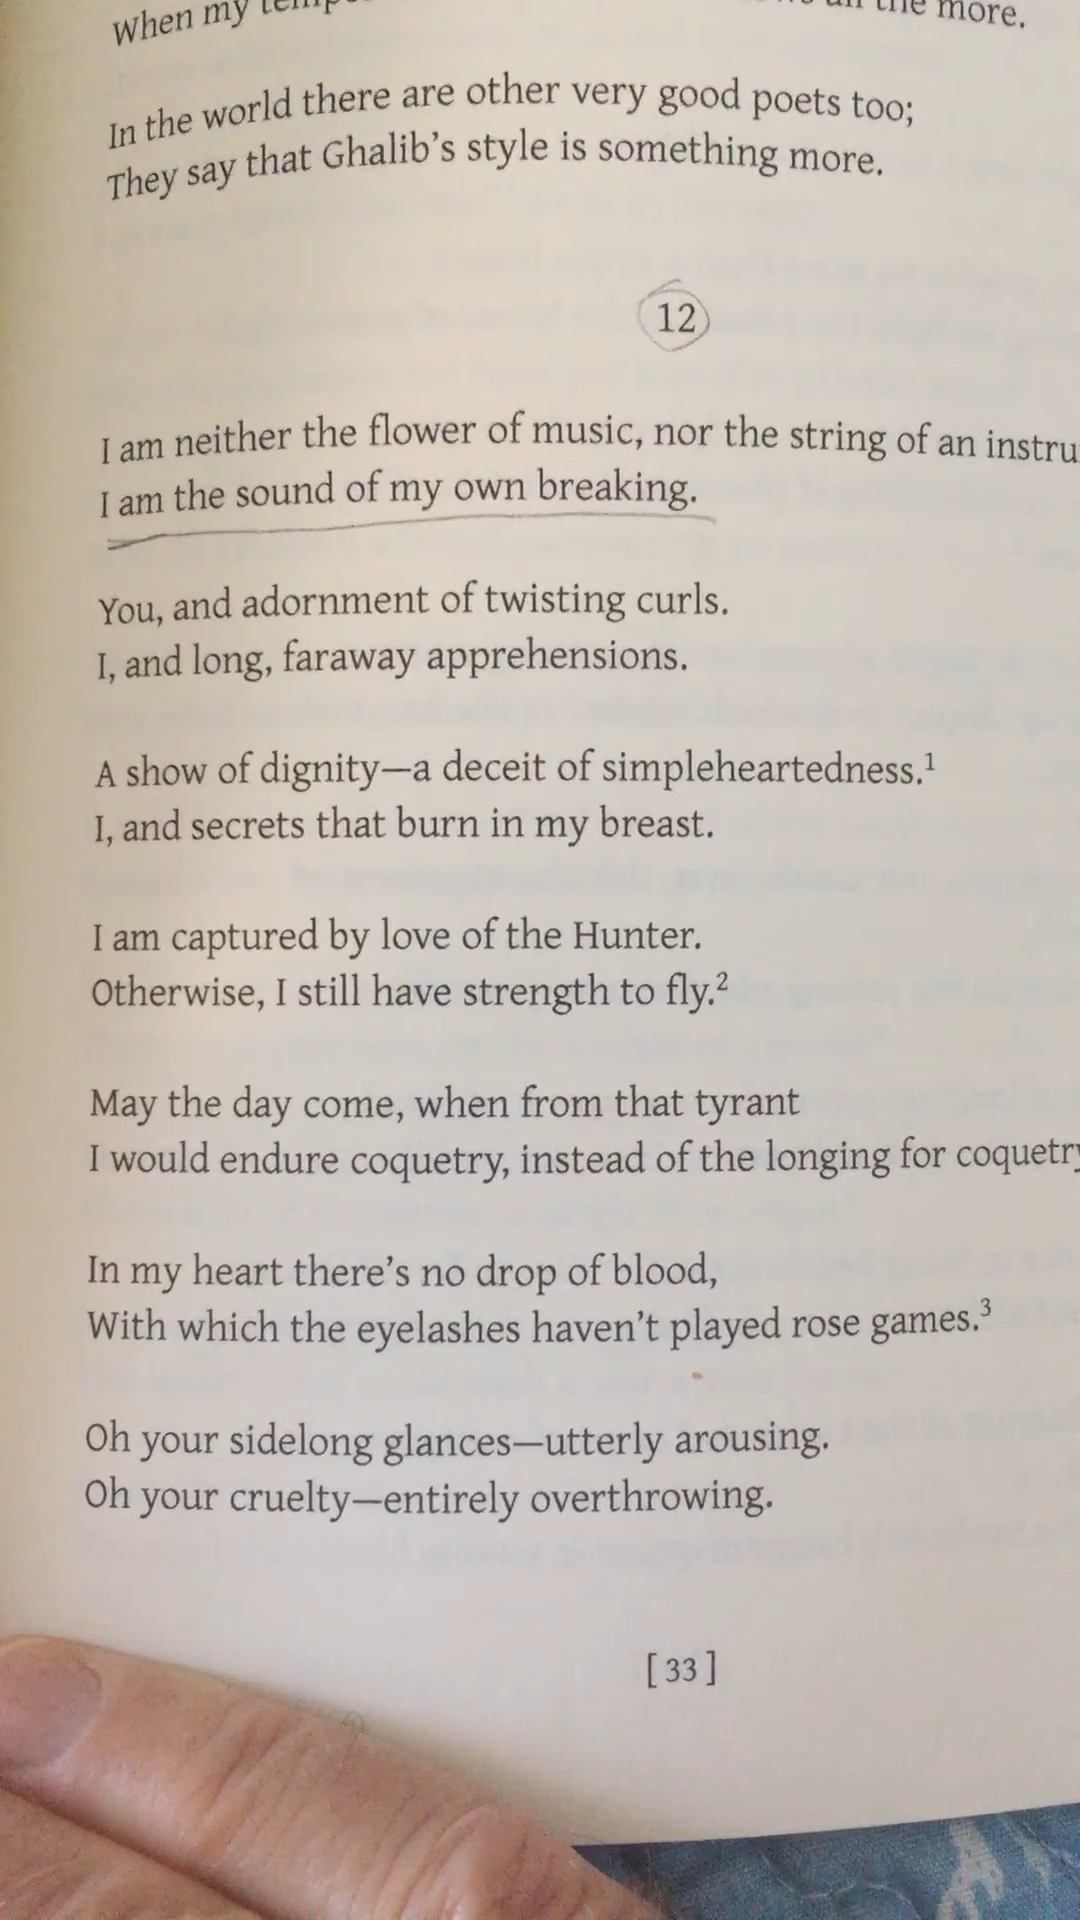 When my
the more.
In the world there are other very good poets too;
They say that Ghalib’s style is something more.
12
I am neither the flower of music, nor the string of an
I am the sound of my own breaking.
You, and adornment of twisting curls.
I, and long, faraway apprehensions.
A show of dignity—a deceit of simpleheartedness.¹
I, and secrets that burn in my breast.
I am captured by love of the Hunter.
Otherwise, I still have strength to fly.²
May the day come, when from that tyrant
I would endure coquetry, instead of the longing for coquetry
In my heart there’s no drop of blood,
With which the eyelashes haven’t played rose games.³
Oh your sidelong glances—utterly arousing.
Oh your cruelty—entirely overthrowing.
[ 33 ]